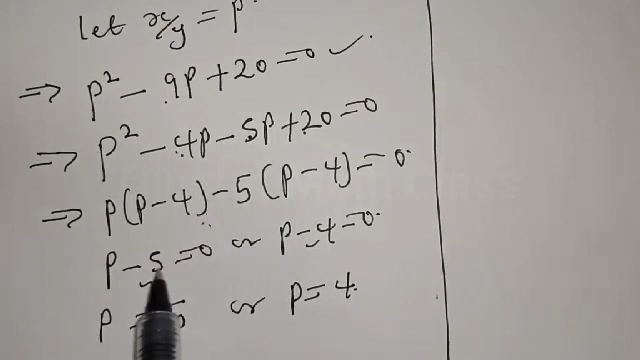 let x/y = P
⇒ p² - 9p + 20 = 0 ✓.
⇒ p² - 4p - 5p + 20 = 0
⇒ p(p - 4) - 5(p - 4) = 0.
p - 5 = 0 or p - 4 = 0.
p = 5 or p = 4.